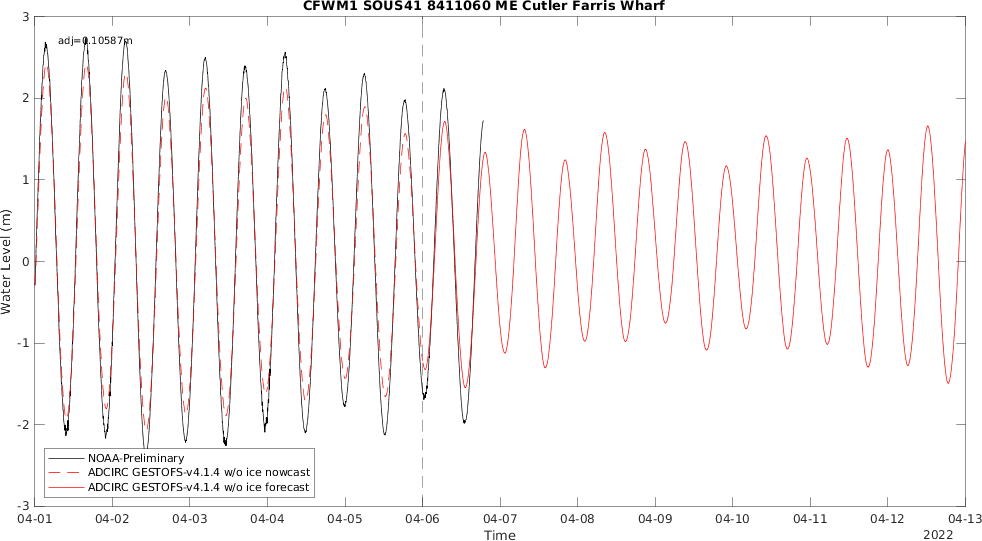 CFWM1 SOUS41 8411060 ME Cutler Farris Wharf
adj=0.10587m
3
2
1
0
-1
-2
-3
Water Level (m)
NOAA-Preliminary
ADCIRC GESTOFS-v4.1.4 w/o ice nowcast
ADCIRC GESTOFS-v4.1.4 w/o ice forecast
04-01 04-02 04-03 04-04 04-05 04-06 04-07 04-08 04-09 04-10 04-11 04-12 04-13
Time
2022